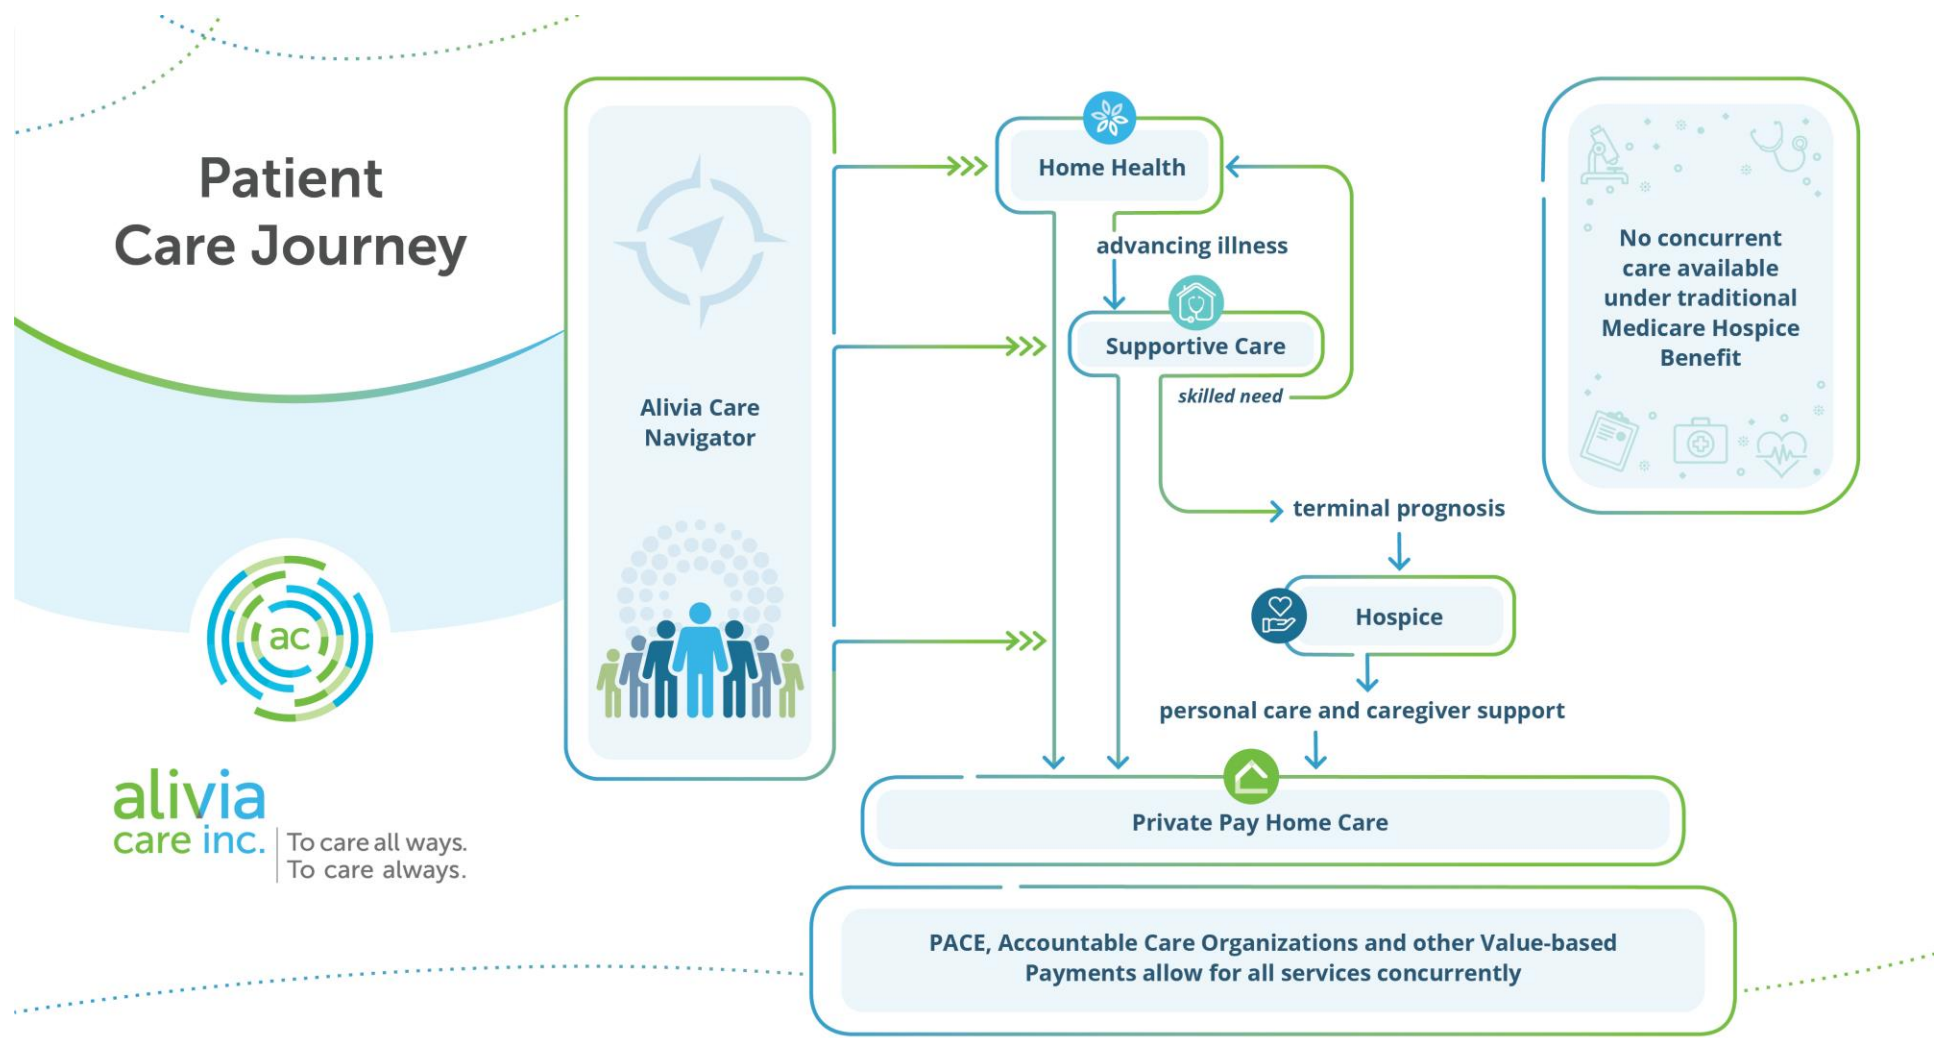 Patient
Care Journey
ac
alivia
care inc.
To care all ways.
To care always.
Alivia Care
Navigator
Home Health
advancing illness
Supportive Care
skilled need
terminal prognosis
Hospice
personal care and caregiver support
Private Pay Home Care
PACE, Accountable Care Organizations and other Value-based
Payments allow for all services concurrently
No concurrent
care available
under traditional
Medicare Hospice
Benefit